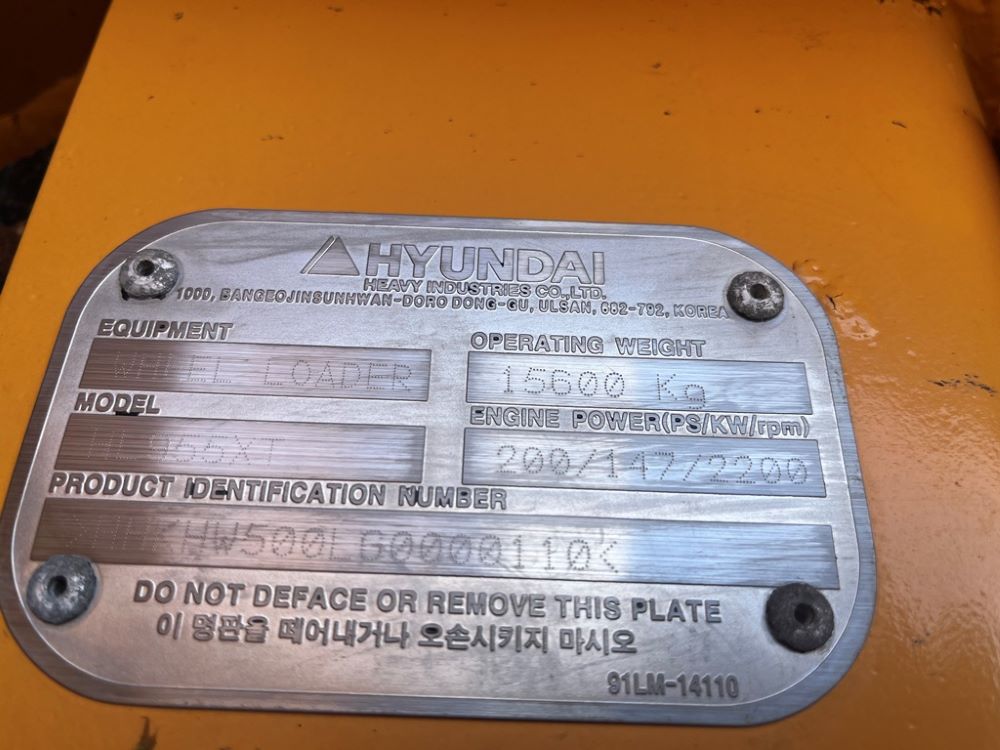 HYUNDAI
HEAVY INDUSTRIES CO.,LTD.
1000, BANGEOJINSUNHWAN-DORO DONG-GU, ULSAN, 682-792, KOREA
EQUIPMENT
WHEEL LOADER
OPERATING WEIGHT
15600 Kg
MODEL
ENGINE POWER(PS/KW/rpm)
200/147/2200
PRODUCT IDENTIFICATION NUMBER
DO NOT DEFACE OR REMOVE THIS PLATE
이 명판을 떼어내거나 오손시키지 마시오
91LM-14110